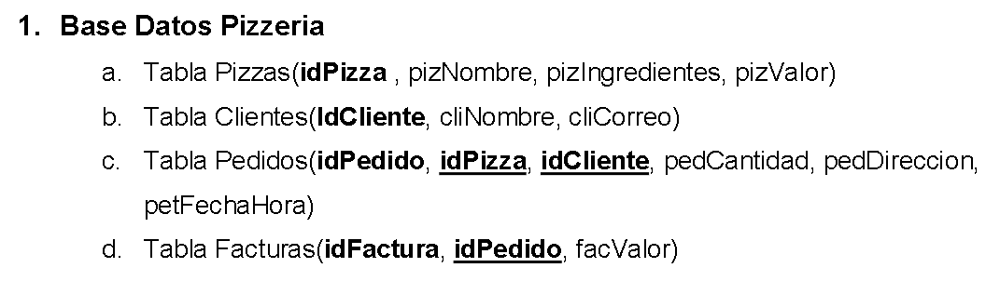 1. Base Datos Pizzeria
a. Tabla Pizzas(idPizza , pizNombre, pizIngredientes, pizValor)
b. Tabla Clientes(IdCliente, cliNombre, cliCorreo)
c. Tabla Pedidos(idPedido, idPizza, idCliente, pedCantidad, pedDireccion,
petFechaHora)
d. Tabla Facturas(idFactura, idPedido, facValor)